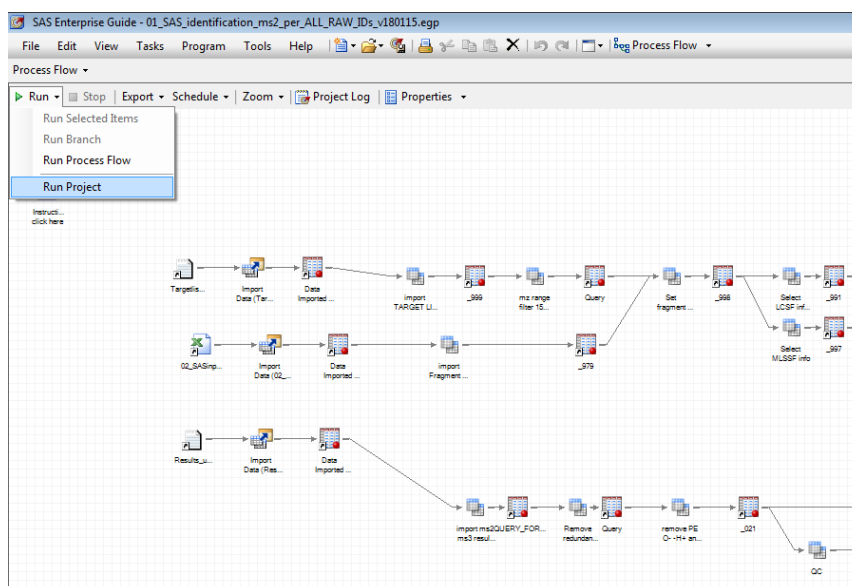 SAS Enterprise Guide - 01_SAS_identification_ms2_per_ALL_RAW_IDs_v180115.egp
File Edit View Tasks Program Tools Help Process Flow
Process Flow
Run Stop Export Schedule Zoom Project Log Properties
Run Selected Items
Run Branch
Run Process Flow
Run Project
Instructi...
click here
Targetlis...
Import
Data (Tar...
Data
Imported ...
import
TARGET LI...
_999
mz range
filter 15...
Query
Set
fragment ...
_998
Select
LCSF inf...
_991
Select
MLSSF info
_997
02_SASinp...
Import
Data (02_...
Data
Imported ...
import
Fragment ...
_979
Results_u...
Import
Data (Res...
Data
Imported ...
import ms2
ms3 resul...
QUERY_FOR...
Remove
redundan...
Query
remove PE
O- -H+ an...
_021
QC